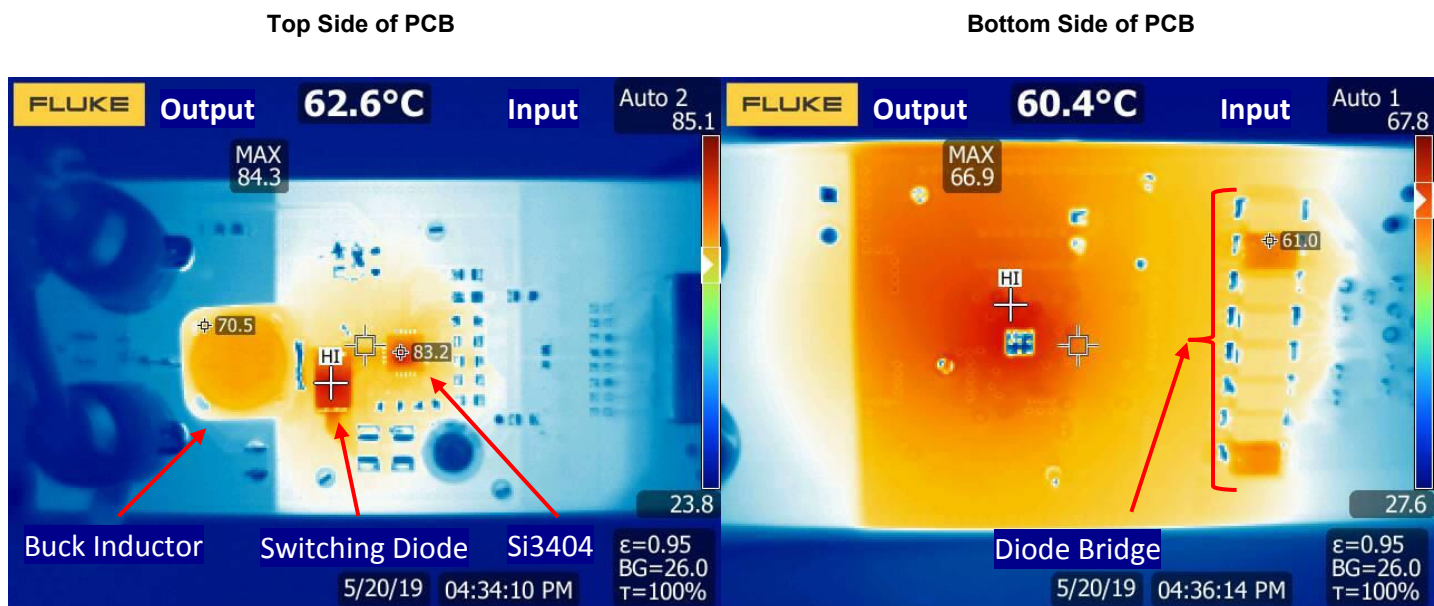 Top Side of PCB
Bottom Side of PCB
FLUKE
Output
62.6°C
Input
Auto 2
85.1
MAX
84.3
70.5
HI
83.2
23.8
Buck Inductor
Switching Diode
Si3404
ε=0.95
BG=26.0
τ=100%
5/20/19 04:34:10 PM
FLUKE
Output
60.4°C
Input
Auto 1
67.8
MAX
66.9
61.0
HI
27.6
Diode Bridge
ε=0.95
BG=26.0
τ=100%
5/20/19 04:36:14 PM